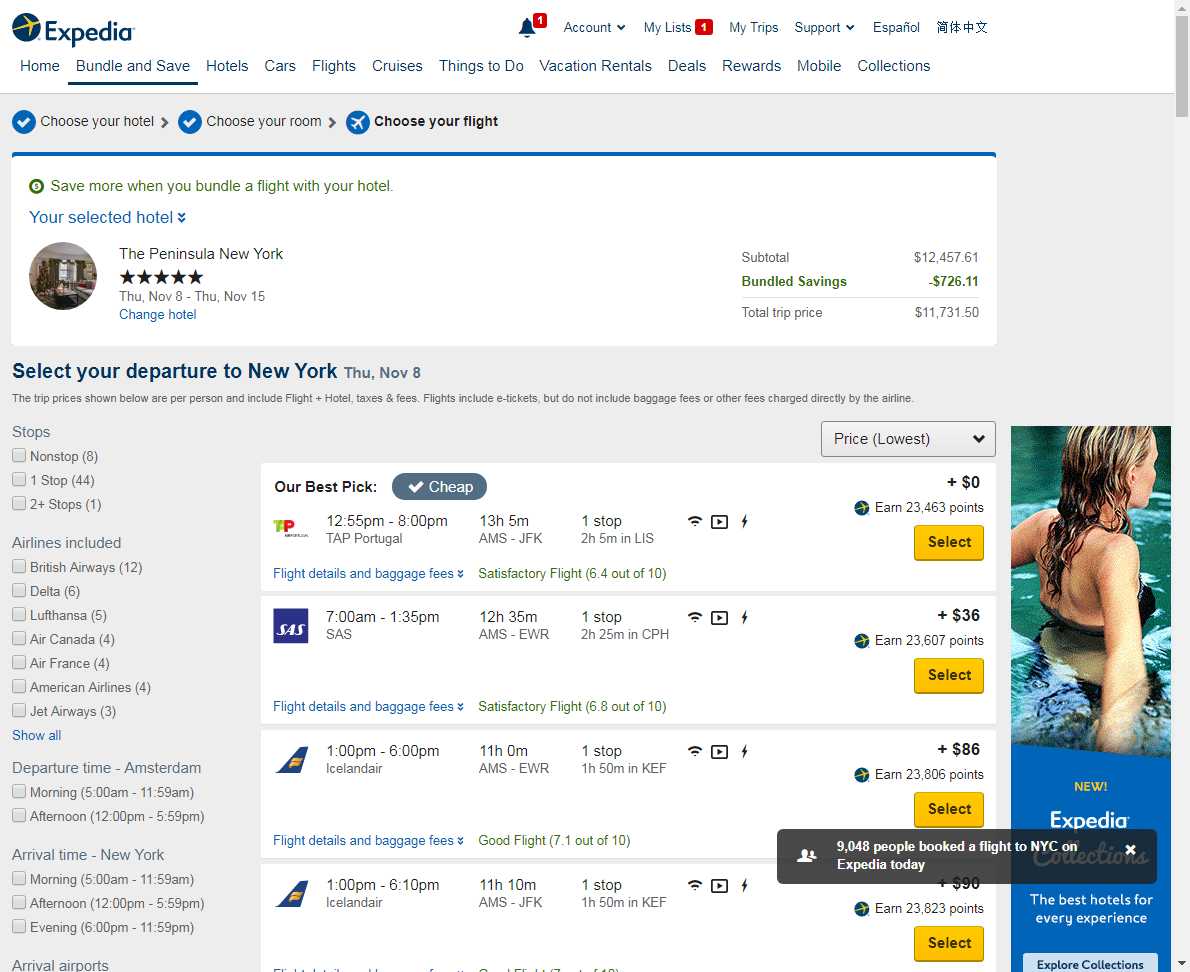 Expedia
1
Account
My Lists 1
My Trips
Support
Español
简体中文
Home
Bundle and Save
Hotels
Cars
Flights
Cruises
Things to Do
Vacation Rentals
Deals
Rewards
Mobile
Collections
Choose your hotel
Choose your room
Choose your flight
Save more when you bundle a flight with your hotel.
Your selected hotel
The Peninsula New York
Thu, Nov 8 - Thu, Nov 15
Change hotel
Subtotal $12,457.61
Bundled Savings -$726.11
Total trip price $11,731.50
Select your departure to New York Thu, Nov 8
The trip prices shown below are per person and include Flight + Hotel, taxes & fees. Flights include e-tickets, but do not include baggage fees or other fees charged directly by the airline.
Stops
Nonstop (8)
1 Stop (44)
2+ Stops (1)
Airlines included
British Airways (12)
Delta (6)
Lufthansa (5)
Air Canada (4)
Air France (4)
American Airlines (4)
Jet Airways (3)
Show all
Departure time - Amsterdam
Morning (5:00am - 11:59am)
Afternoon (12:00pm - 5:59pm)
Arrival time - New York
Morning (5:00am - 11:59am)
Afternoon (12:00pm - 5:59pm)
Evening (6:00pm - 11:59pm)
Arrival airports
Price (Lowest)
Our Best Pick: Cheap
+ $0
Earn 23,463 points
Select
TP
12:55pm - 8:00pm 13h 5m 1 stop
TAP Portugal AMS - JFK 2h 5m in LIS
Flight details and baggage fees Satisfactory Flight (6.4 out of 10)
SAS
7:00am - 1:35pm 12h 35m 1 stop
SAS AMS - EWR 2h 25m in CPH
+ $36
Earn 23,607 points
Select
Flight details and baggage fees Satisfactory Flight (6.8 out of 10)
1:00pm - 6:00pm 11h 0m 1 stop
Icelandair AMS - EWR 1h 50m in KEF
+ $86
Earn 23,806 points
Select
Flight details and baggage fees Good Flight (7.1 out of 10)
1:00pm - 6:10pm 11h 10m 1 stop
Icelandair AMS - JFK 1h 50m in KEF
+ $90
Earn 23,823 points
Select
9,048 people booked a flight to NYC on
Expedia today
NEW!
Expedia
Collections
The best hotels for
every experience
Explore Collections